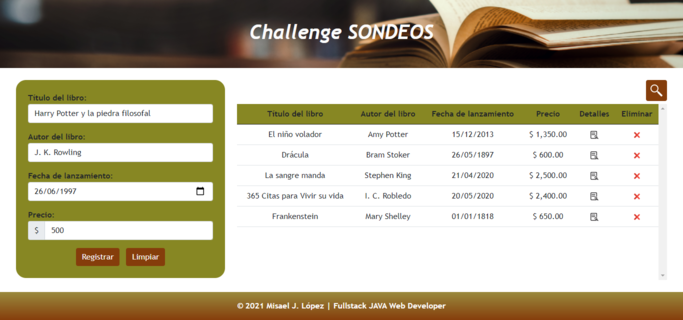 Challenge SONDEOS
Título del libro:
Harry Potter y la piedra filosofal
Autor del libro:
J. K. Rowling
Fecha de lanzamiento:
26/06/1997
Precio:
$ 500
Registrar Limpiar
Título del libro Autor del libro Fecha de lanzamiento Precio Detalles Eliminar
El niño volador Amy Potter 15/12/2013 $ 1,350.00
Drácula Bram Stoker 26/05/1897 $ 600.00
La sangre manda Stephen King 21/04/2020 $ 2,500.00
365 Citas para Vivir su vida I. C. Robledo 20/05/2020 $ 2,400.00
Frankenstein Mary Shelley 01/01/1818 $ 650.00
© 2021 Misael J. López | Fullstack JAVA Web Developer